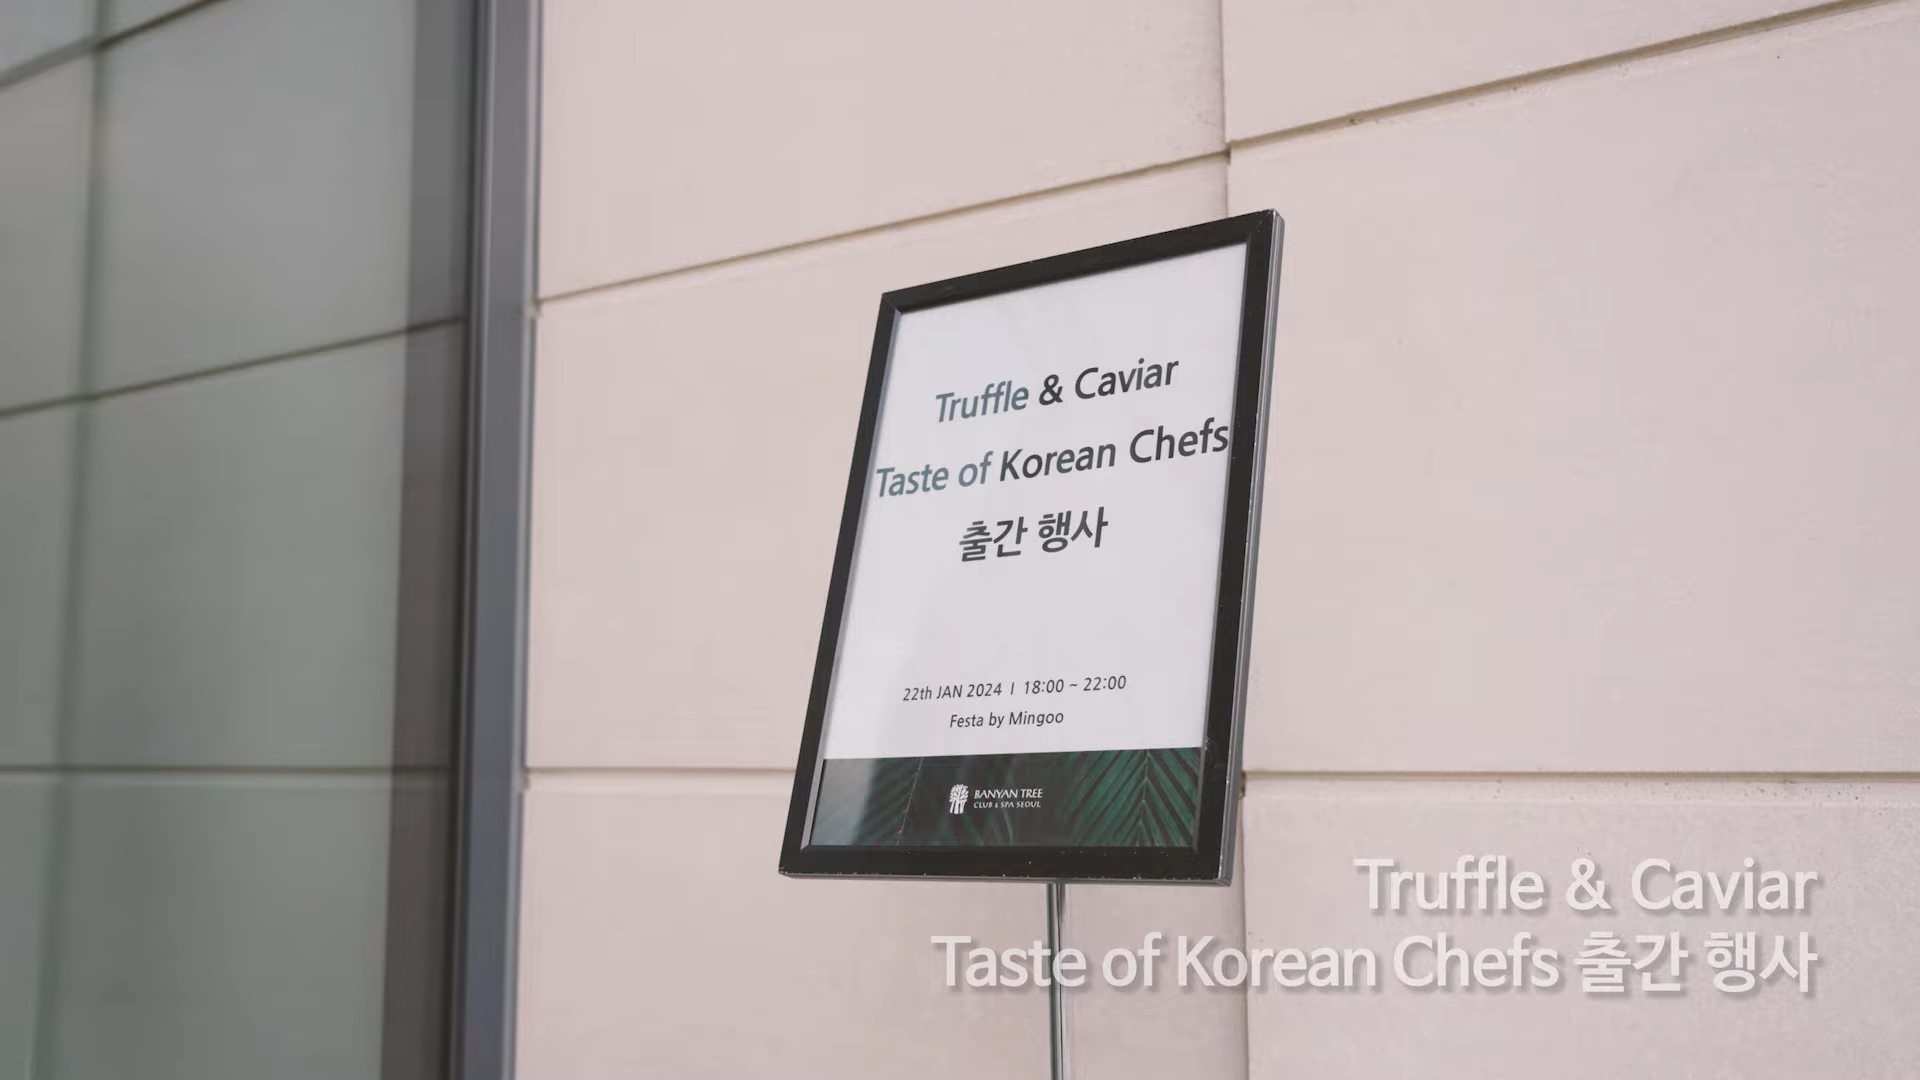 Truffle & Caviar
Taste of Korean Chefs
출간 행사
22th JAN 2024 | 18:00 ~ 22:00
Festa by Mingoo
BANYAN TREE
CLUB & SPA SEOUL
Truffle & Caviar
Taste of Korean Chefs 출간 행사